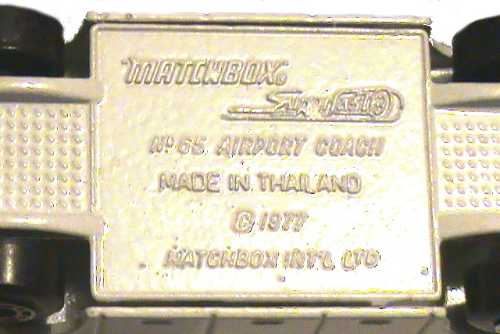 MATCHBOX
Superfast
Nº 65 AIRPORT COACH
MADE IN THAILAND
© 1977
MATCHBOX INT'L LTD